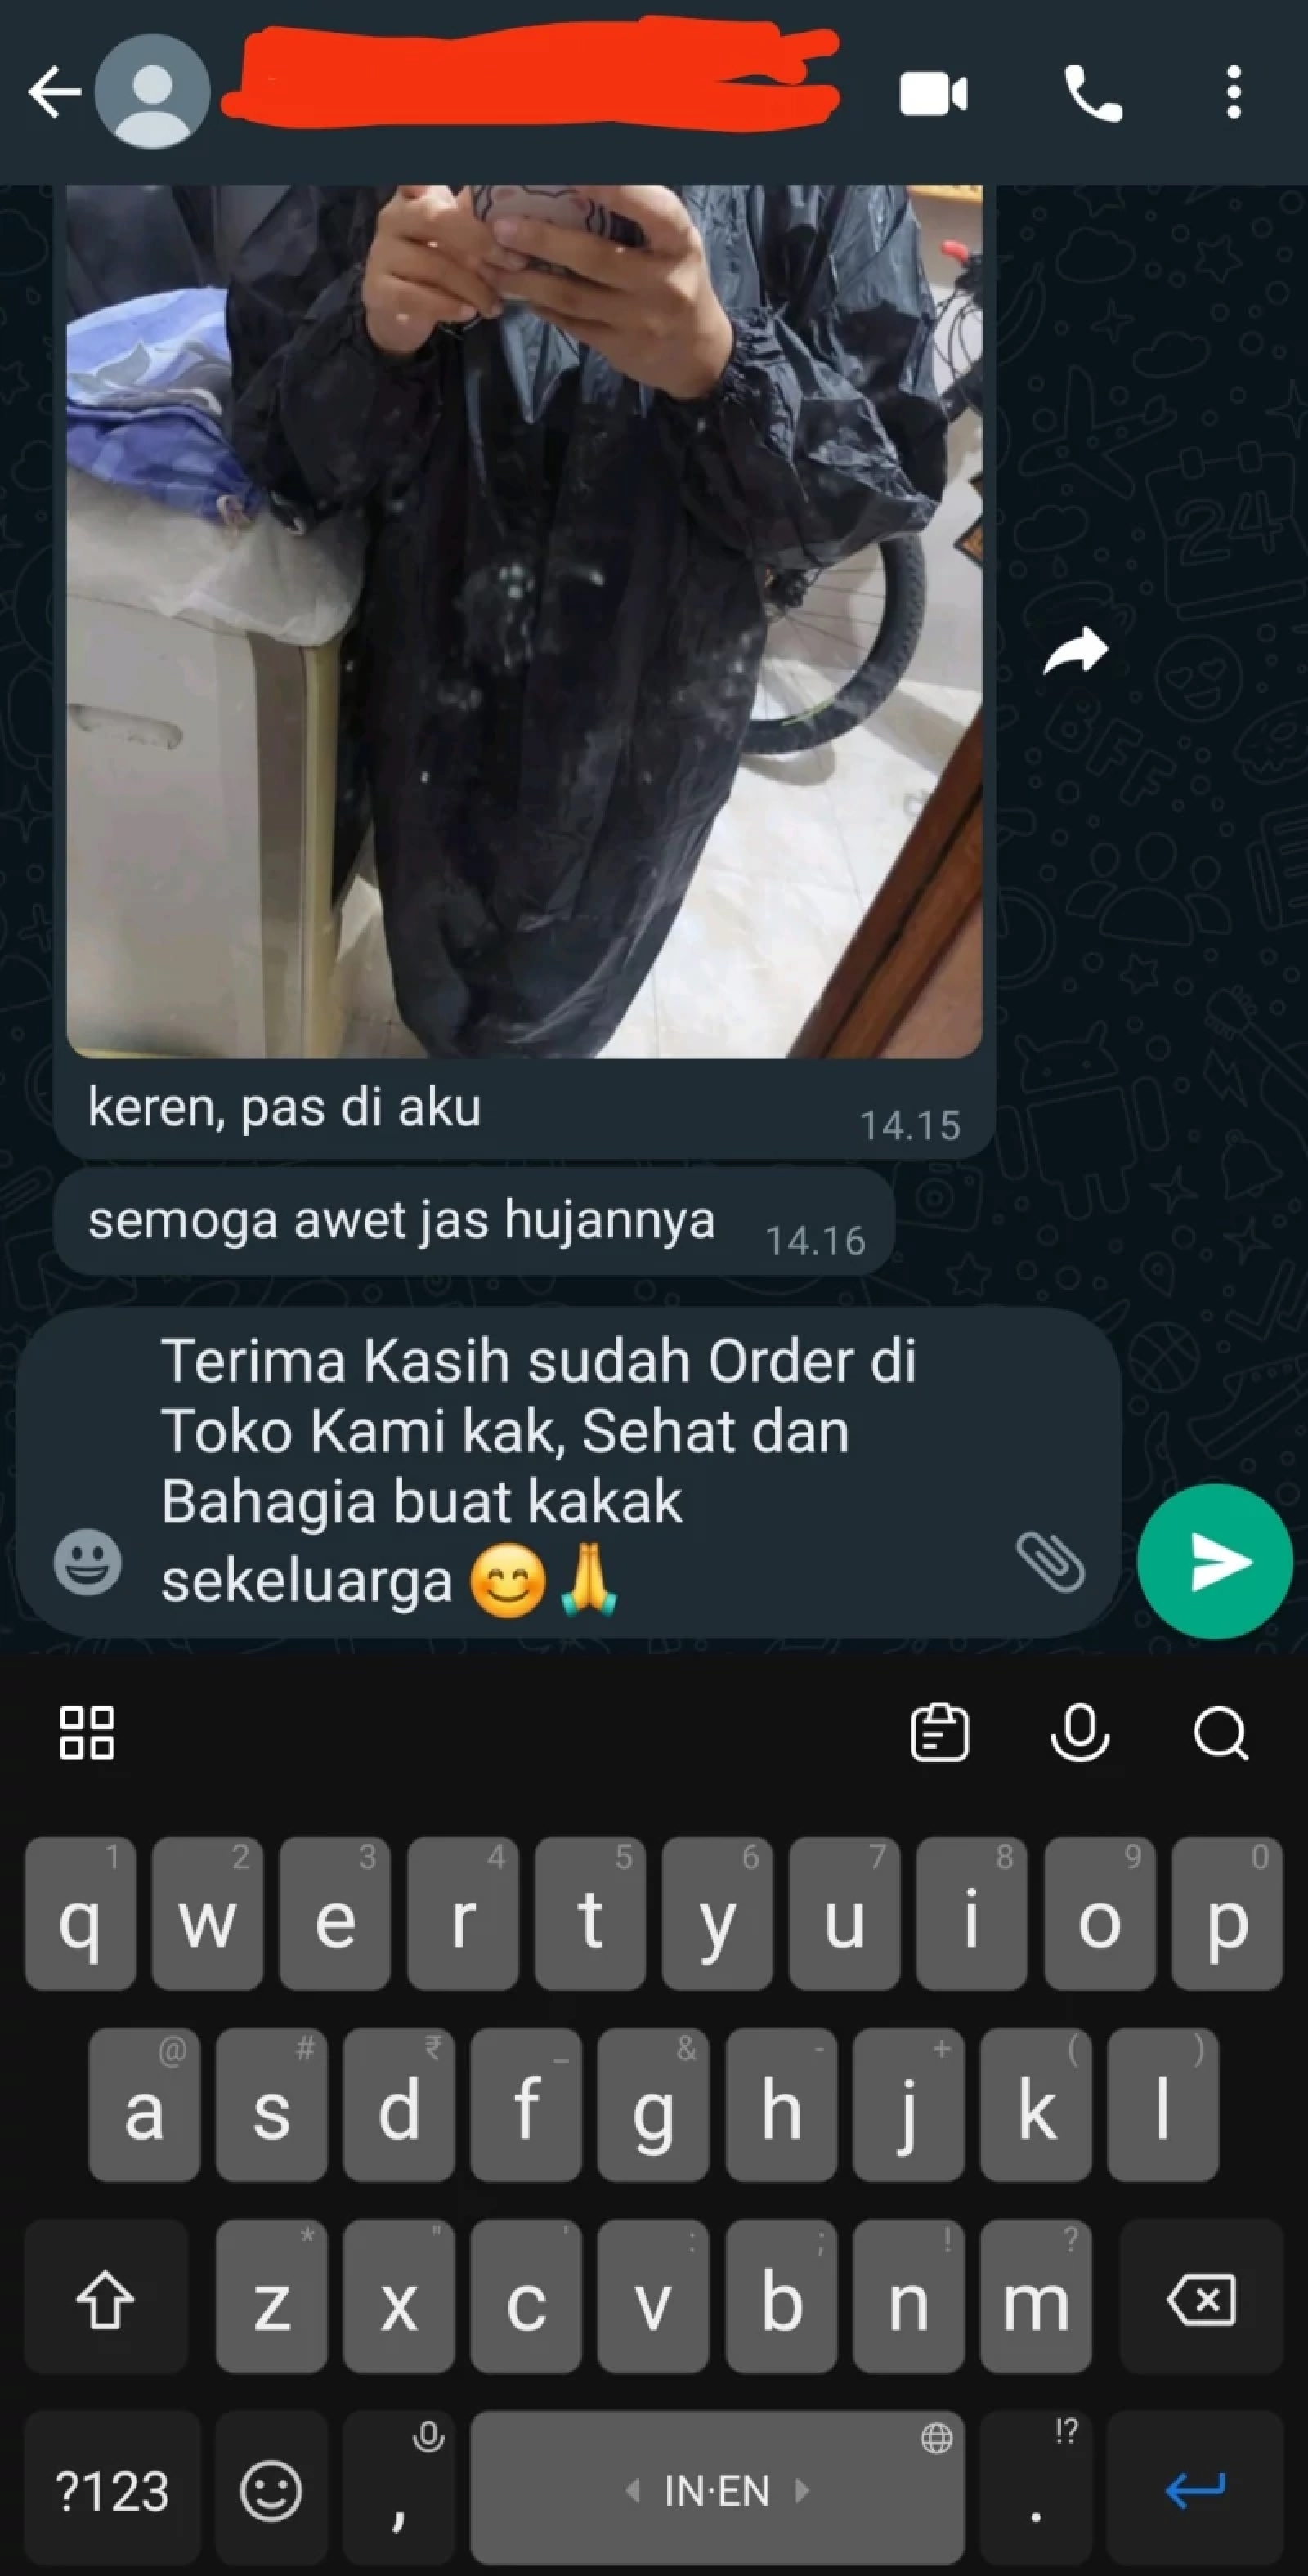 keren, pas di aku
14.15
semoga awet jas hujannya
14.16
Terima Kasih sudah Order di
Toko Kami kak, Sehat dan
Bahagia buat kakak
sekeluarga 😊🙏
1 2 3 4 5 6 7 8 9 0
q w e r t y u i o p
@ # ₹ _ & - + ( )
a s d f g h j k l
* " ' : ; ! ?
z x c v b n m
!?
?123 , IN·EN .